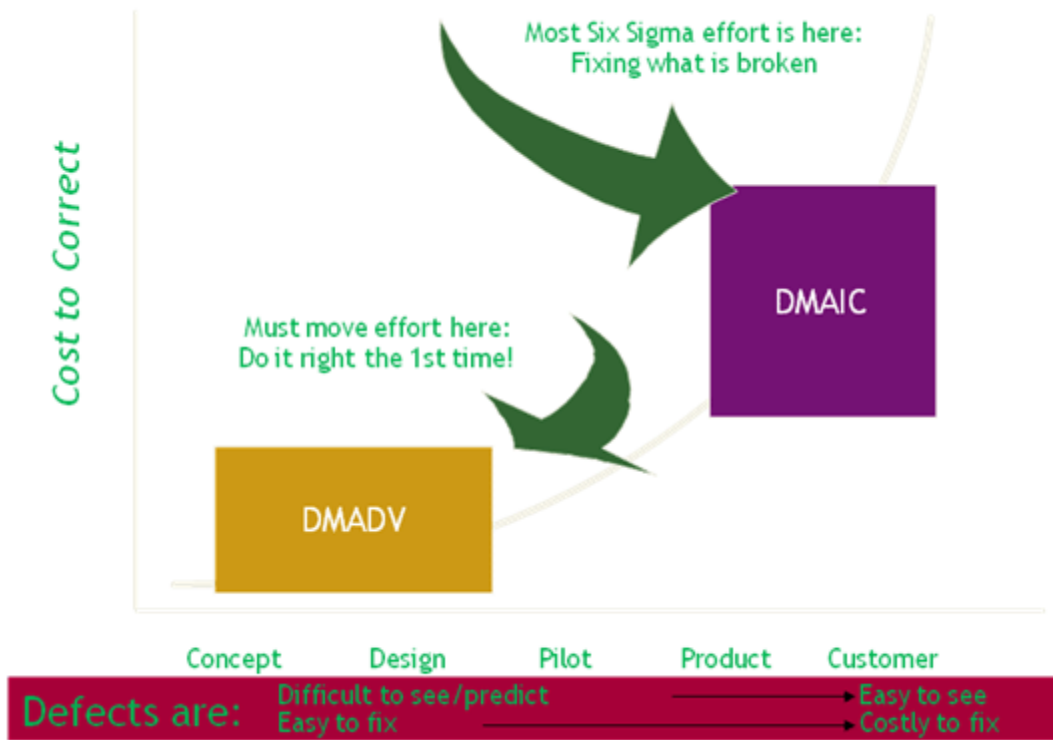 Most Six Sigma effort is here:
Fixing what is broken
Cost to Correct
DMAIC
Must move effort here:
Do it right the 1st time!
DMADV
Concept Design Pilot Product Customer
Defects are:
Difficult to see/predict Easy to see
Easy to fix Costly to fix